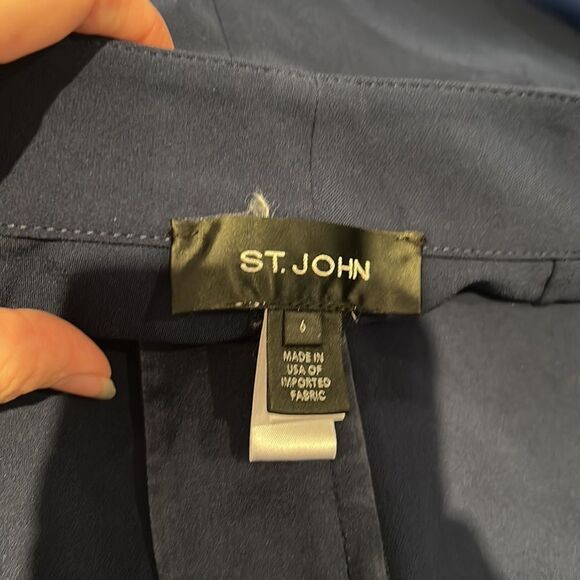 ST. JOHN
6
MADE IN
USA OF
IMPORTED
FABRIC